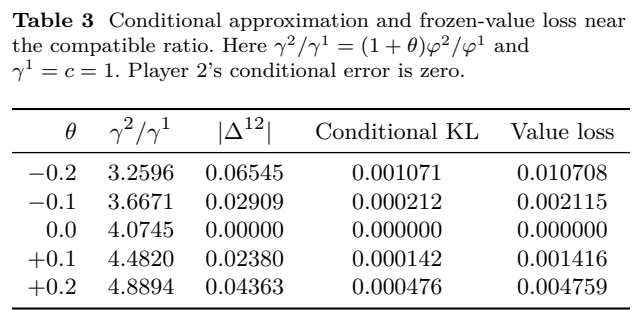 Table 3 Conditional approximation and frozen-value loss near
the compatible ratio. Here γ²/γ¹ = (1 + θ)φ²/φ¹ and
γ¹ = c = 1. Player 2's conditional error is zero.
θ γ²/γ¹ |Δ¹²| Conditional KL Value loss
−0.2 3.2596 0.06545 0.001071 0.010708
−0.1 3.6671 0.02909 0.000212 0.002115
0.0 4.0745 0.00000 0.000000 0.000000
+0.1 4.4820 0.02380 0.000142 0.001416
+0.2 4.8894 0.04363 0.000476 0.004759